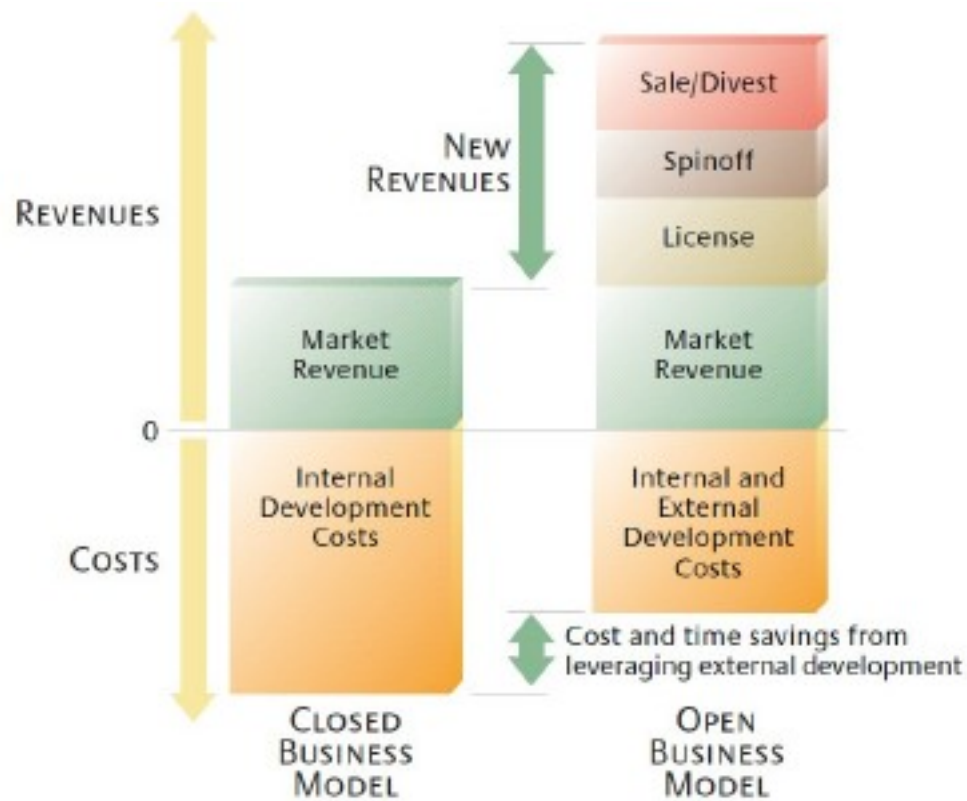 REVENUES
0
COSTS
NEW
REVENUES
Market
Revenue
Internal
Development
Costs
CLOSED
BUSINESS
MODEL
Sale/Divest
Spinoff
License
Market
Revenue
Internal and
External
Development
Costs
Cost and time savings from
leveraging external development
OPEN
BUSINESS
MODEL